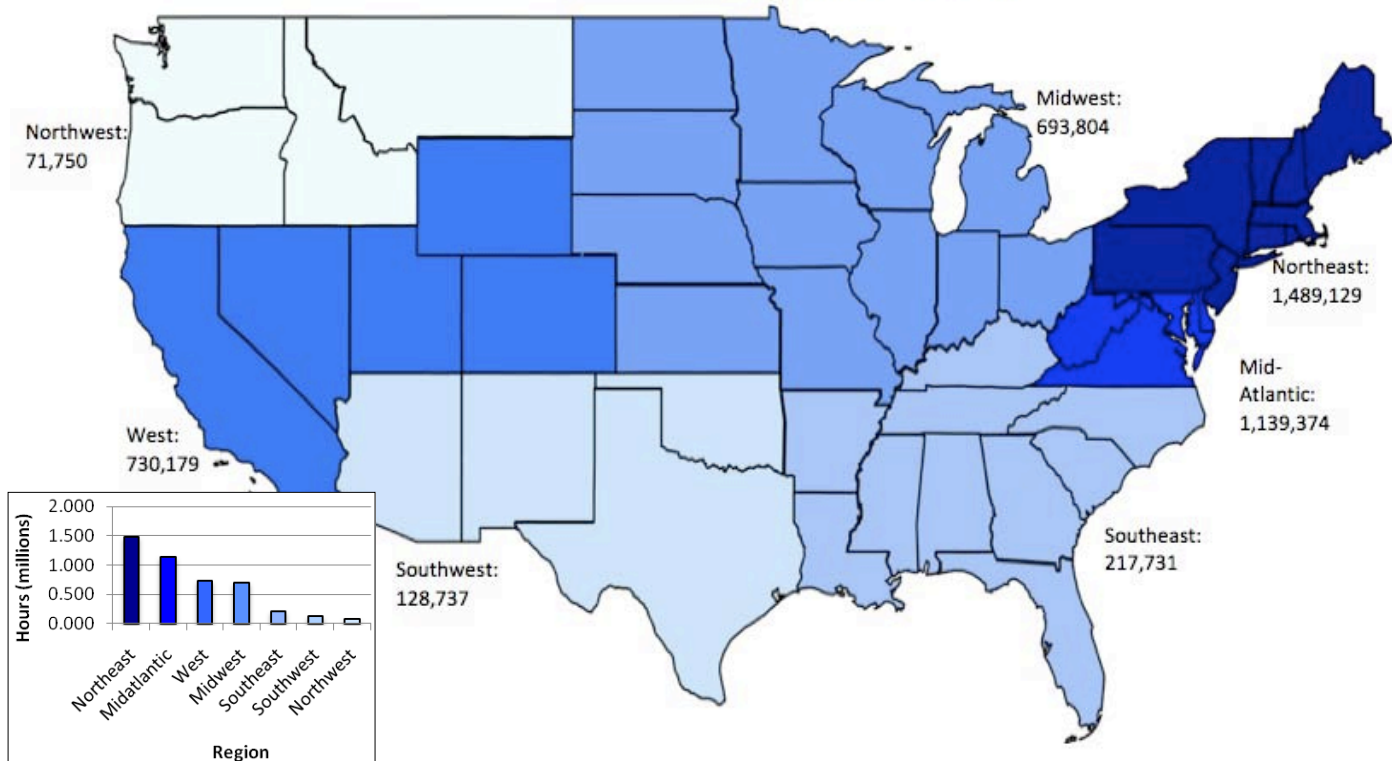 Northwest:
71,750
Midwest:
693,804
Northeast:
1,489,129
Mid-
Atlantic:
1,139,374
West:
730,179
Southwest:
128,737
Southeast:
217,731
Hours (millions)
2.000
1.500
1.000
0.500
0.000
Northeast
Midatlantic
West
Midwest
Southeast
Southwest
Northwest
Region